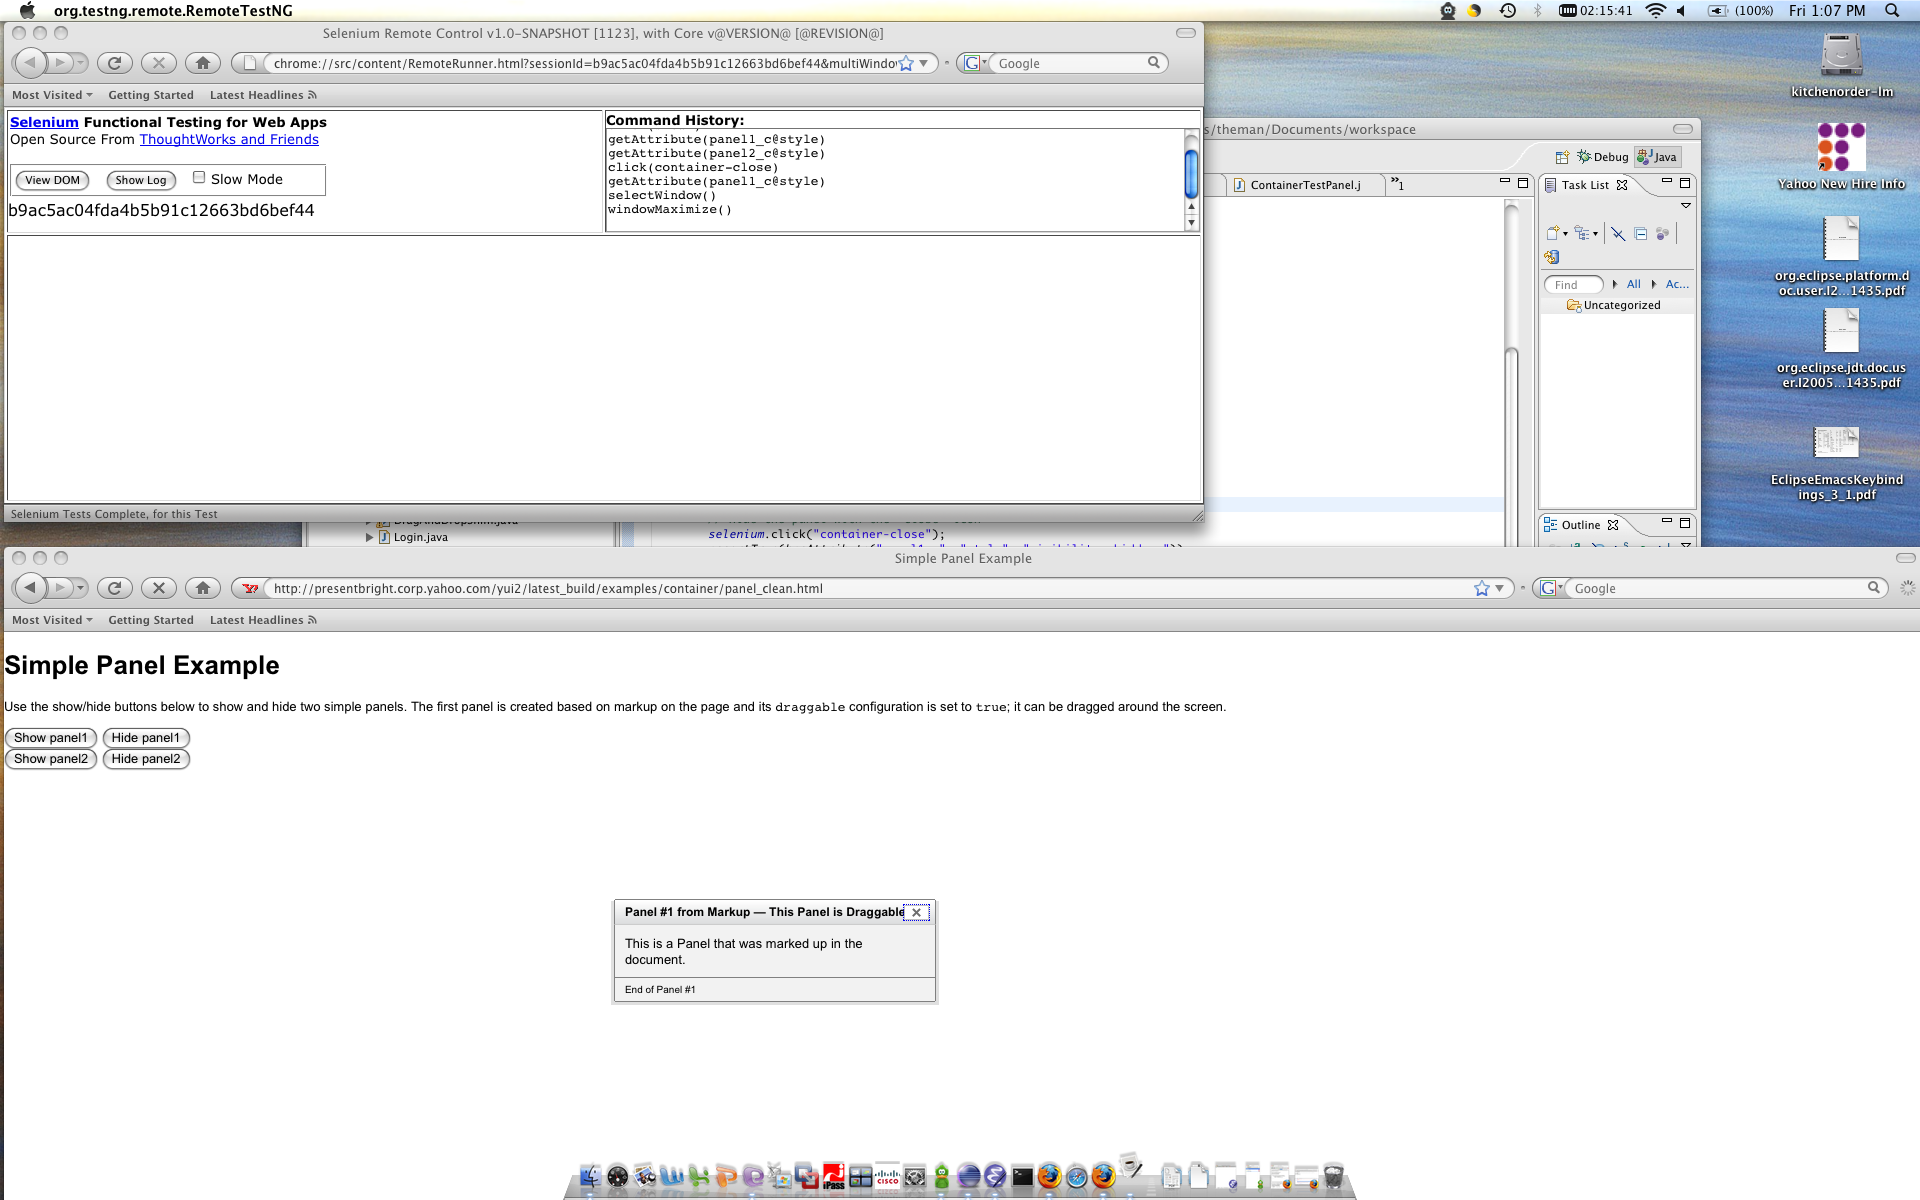 org.testng.remote.RemoteTestNG
02:15:41
(100%)
Fri 1:07 PM
Selenium Remote Control v1.0-SNAPSHOT [1123], with Core v@VERSION@ [@REVISION@]
chrome://src/content/RemoteRunner.html?sessionId=b9ac5ac04fda4b5b91c12663bd6bef44&multiWindo
Google
Most Visited
Getting Started
Latest Headlines
Selenium Functional Testing for Web Apps
Open Source From ThoughtWorks and Friends
View DOM
Show Log
Slow Mode
b9ac5ac04fda4b5b91c12663bd6bef44
Command History:
getAttribute(panel1_c@style)
getAttribute(panel2_c@style)
click(container-close)
getAttribute(panel1_c@style)
selectWindow()
windowMaximize()
Selenium Tests Complete, for this Test
s/theman/Documents/workspace
Debug
Java
ContainerTestPanel.j
1
Task List
Find
All
Ac...
Uncategorized
Outline
Login.java
selenium.click("container-close");
kitchenorder-lm
Yahoo New Hire Info
org.eclipse.platform.d
oc.user.I2...1435.pdf
org.eclipse.jdt.doc.us
er.I2005...1435.pdf
EclipseEmacsKeybind
ings_3_1.pdf
Simple Panel Example
http://presentbright.corp.yahoo.com/yui2/latest_build/examples/container/panel_clean.html
Google
Most Visited
Getting Started
Latest Headlines
Simple Panel Example
Use the show/hide buttons below to show and hide two simple panels. The first panel is created based on markup on the page and its draggable configuration is set to true; it can be dragged around the screen.
Show panel1
Hide panel1
Show panel2
Hide panel2
Panel #1 from Markup — This Panel is Draggable
This is a Panel that was marked up in the
document.
End of Panel #1
iPass
CISCO